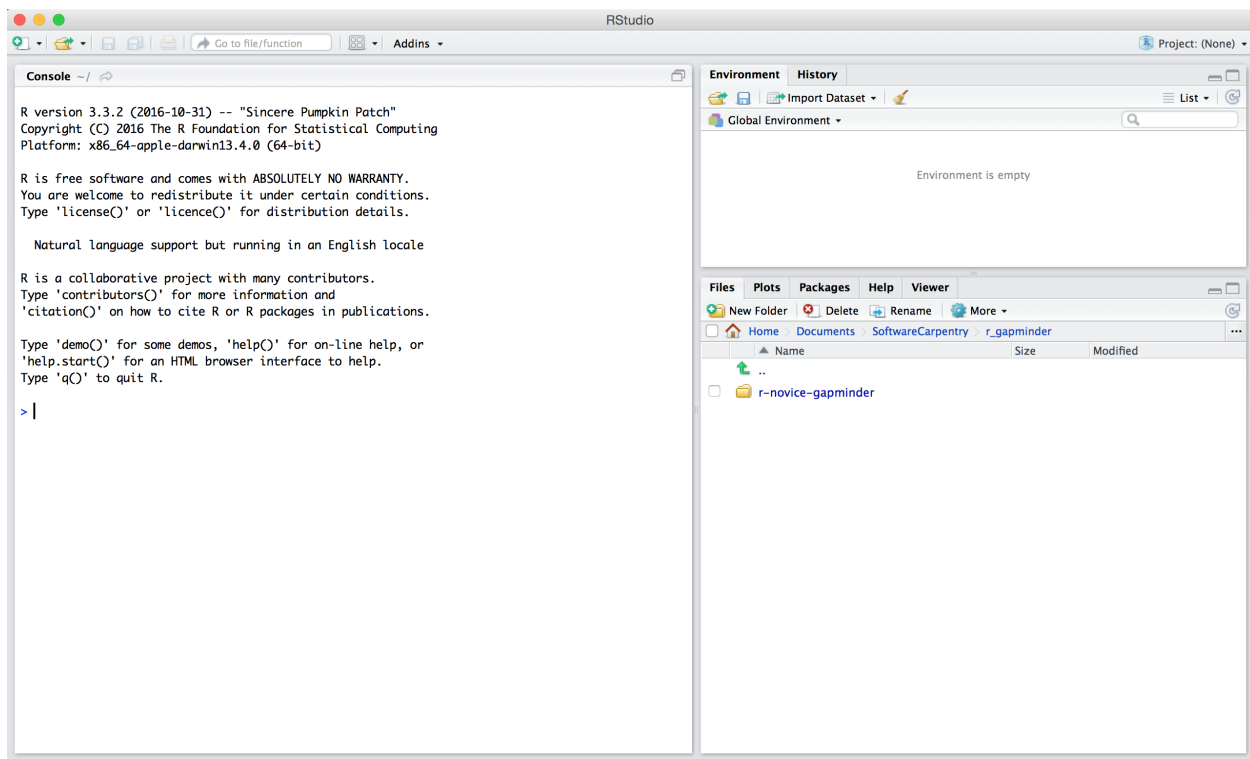 RStudio
Go to file/function
Addins
Project: (None)
Console ~/
R version 3.3.2 (2016-10-31) -- "Sincere Pumpkin Patch"
Copyright (C) 2016 The R Foundation for Statistical Computing
Platform: x86_64-apple-darwin13.4.0 (64-bit)
R is free software and comes with ABSOLUTELY NO WARRANTY.
You are welcome to redistribute it under certain conditions.
Type 'license()' or 'licence()' for distribution details.
Natural language support but running in an English locale
R is a collaborative project with many contributors.
Type 'contributors()' for more information and
'citation()' on how to cite R or R packages in publications.
Type 'demo()' for some demos, 'help()' for on-line help, or
'help.start()' for an HTML browser interface to help.
Type 'q()' to quit R.
>
Environment History
Import Dataset List
Global Environment
Environment is empty
Files Plots Packages Help Viewer
New Folder Delete Rename More
Home Documents SoftwareCarpentry r_gapminder ...
Name Size Modified
..
r-novice-gapminder